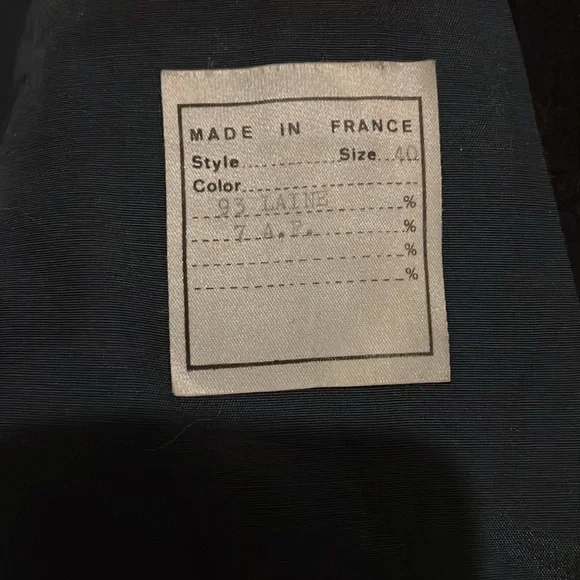 MADE IN FRANCE
Style Size 40
Color
93 LAINE %
7 A.F. %
%
%